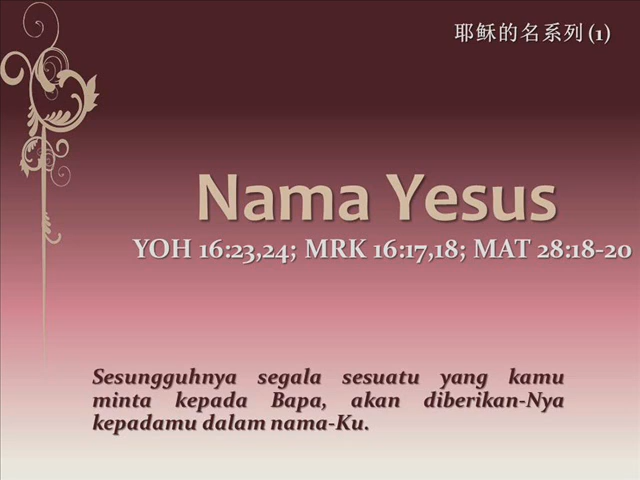 耶稣的名系列 (1)
Nama Yesus
YOH 16:23,24; MRK 16:17,18; MAT 28:18-20
Sesungguhnya segala sesuatu yang kamu
minta kepada Bapa, akan diberikan-Nya
kepadamu dalam nama-Ku.